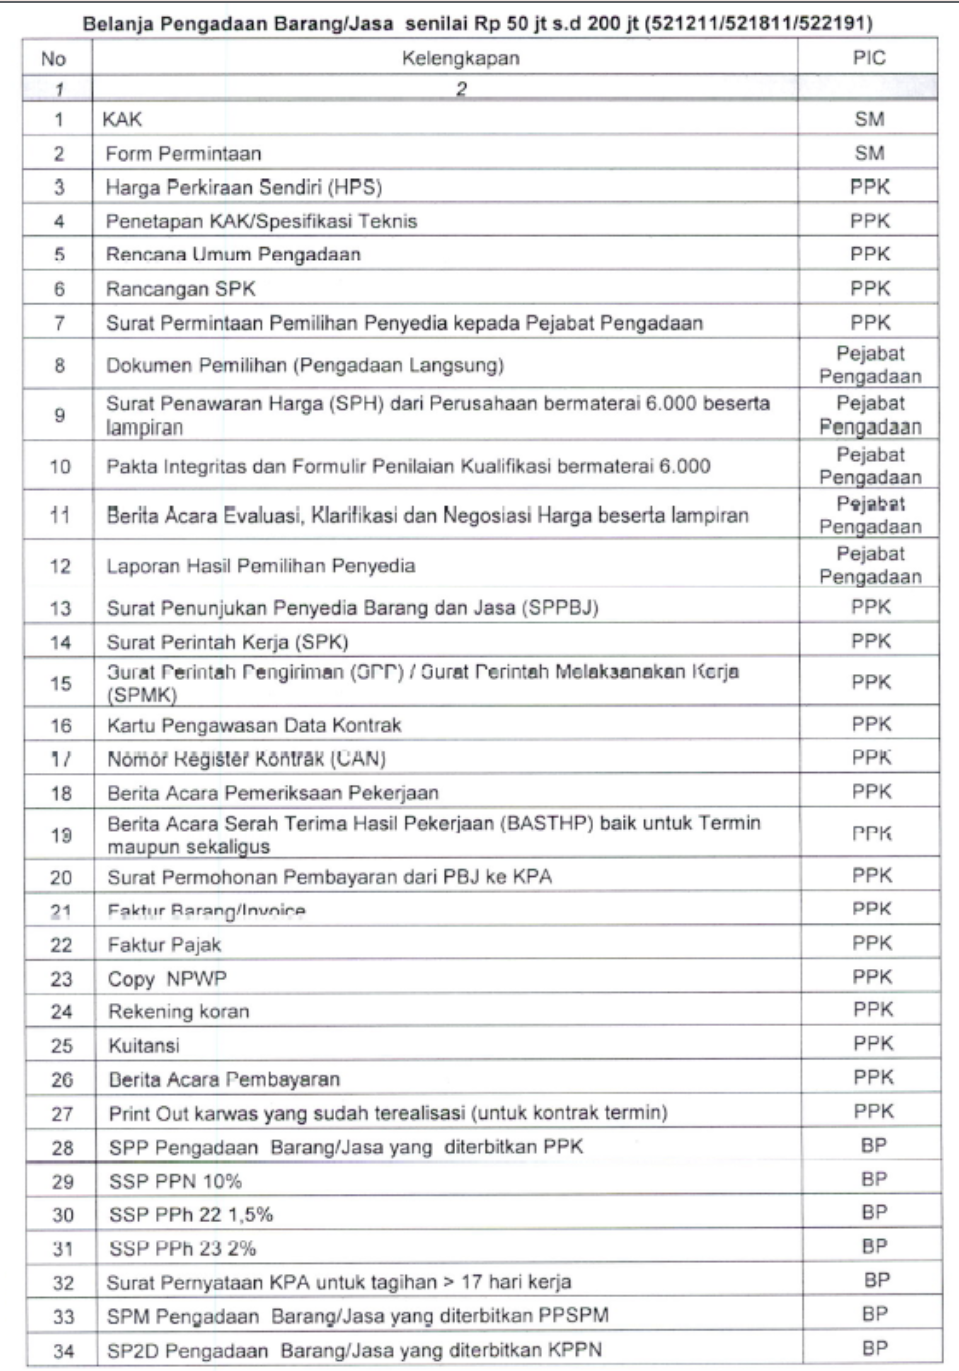 Belanja Pengadaan Barang/Jasa senilai Rp 50 jt s.d 200 jt (521211/521811/522191)
No Kelengkapan PIC
1 2
1 KAK SM
2 Form Permintaan SM
3 Harga Perkiraan Sendiri (HPS) PPK
4 Penetapan KAK/Spesifikasi Teknis PPK
5 Rencana Umum Pengadaan PPK
6 Rancangan SPK PPK
7 Surat Permintaan Pemilihan Penyedia kepada Pejabat Pengadaan PPK
8 Dokumen Pemilihan (Pengadaan Langsung) Pejabat
Pengadaan
9 Surat Penawaran Harga (SPH) dari Perusahaan bermaterai 6.000 beserta Pejabat
lampiran Pengadaan
10 Pakta Integritas dan Formulir Penilaian Kualifikasi bermaterai 6.000 Pejabat
Pengadaan
11 Berita Acara Evaluasi, Klarifikasi dan Negosiasi Harga beserta lampiran Pejabat
Pengadaan
12 Laporan Hasil Pemilihan Penyedia Pejabat
Pengadaan
13 Surat Penunjukan Penyedia Barang dan Jasa (SPPBJ) PPK
14 Surat Perintah Kerja (SPK) PPK
15 Surat Perintah Pengiriman (SPP) / Surat Perintah Melaksanakan Kerja PPK
(SPMK)
16 Kartu Pengawasan Data Kontrak PPK
17 Nomor Register Kontrak (CAN) PPK
18 Berita Acara Pemeriksaan Pekerjaan PPK
19 Berita Acara Serah Terima Hasil Pekerjaan (BASTHP) baik untuk Termin PPK
maupun sekaligus
20 Surat Permohonan Pembayaran dari PBJ ke KPA PPK
21 Faktur Barang/Invoice PPK
22 Faktur Pajak PPK
23 Copy NPWP PPK
24 Rekening koran PPK
25 Kuitansi PPK
26 Berita Acara Pembayaran PPK
27 Print Out karwas yang sudah terealisasi (untuk kontrak termin) PPK
28 SPP Pengadaan Barang/Jasa yang diterbitkan PPK BP
29 SSP PPN 10% BP
30 SSP PPh 22 1,5% BP
31 SSP PPh 23 2% BP
32 Surat Pernyataan KPA untuk tagihan > 17 hari kerja BP
33 SPM Pengadaan Barang/Jasa yang diterbitkan PPSPM BP
34 SP2D Pengadaan Barang/Jasa yang diterbitkan KPPN BP